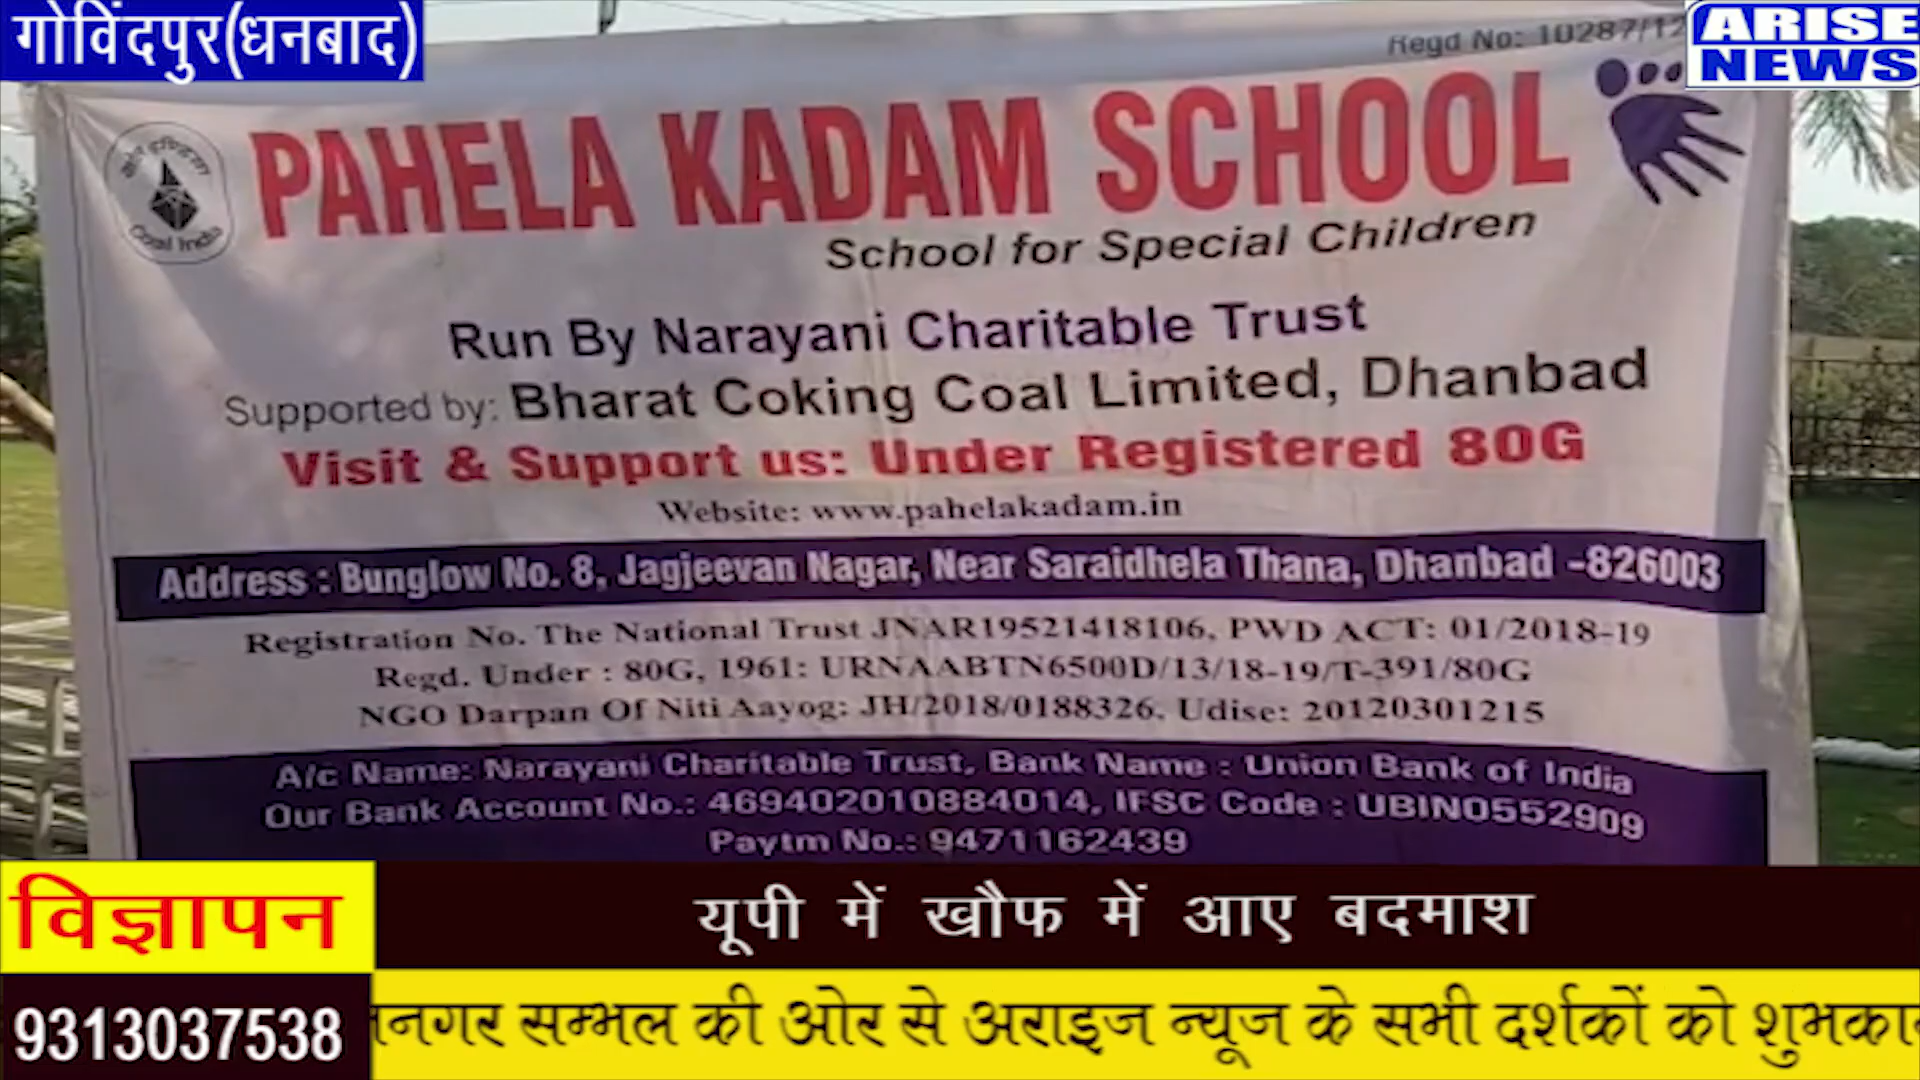 गोविंदपुर(धनबाद)
ARISE
NEWS
Regd No: 10287/12
PAHELA KADAM SCHOOL
Coal India
School for Special Children
Run By Narayani Charitable Trust
Supported by: Bharat Coking Coal Limited, Dhanbad
Visit & Support us: Under Registered 80G
Website: www.pahelakadam.in
Address : Bunglow No. 8, Jagjeevan Nagar, Near Saraidhela Thana, Dhanbad -826003
Registration No. The National Trust JNAR19521418106, PWD ACT: 01/2018-19
Regd. Under : 80G, 1961: URNAABTN6500D/13/18-19/T-391/80G
NGO Darpan Of Niti Aayog: JH/2018/0188326, Udise: 20120301215
A/c Name: Narayani Charitable Trust, Bank Name : Union Bank of India
Our Bank Account No.: 469402010884014, IFSC Code : UBIN0552909
Paytm No.: 9471162439
विज्ञापन
यूपी में खौफ में आए बदमाश
9313037538
नगर सम्भल की ओर से अराइज न्यूज के सभी दर्शकों को शुभका